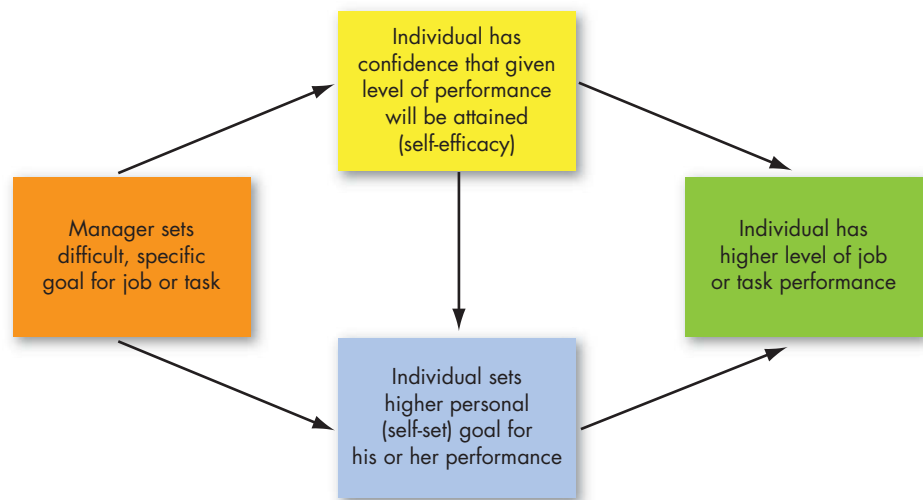 Individual has
confidence that given
level of performance
will be attained
(self-efficacy)
Manager sets
difficult, specific
goal for job or task
Individual has
higher level of job
or task performance
Individual sets
higher personal
(self-set) goal for
his or her performance